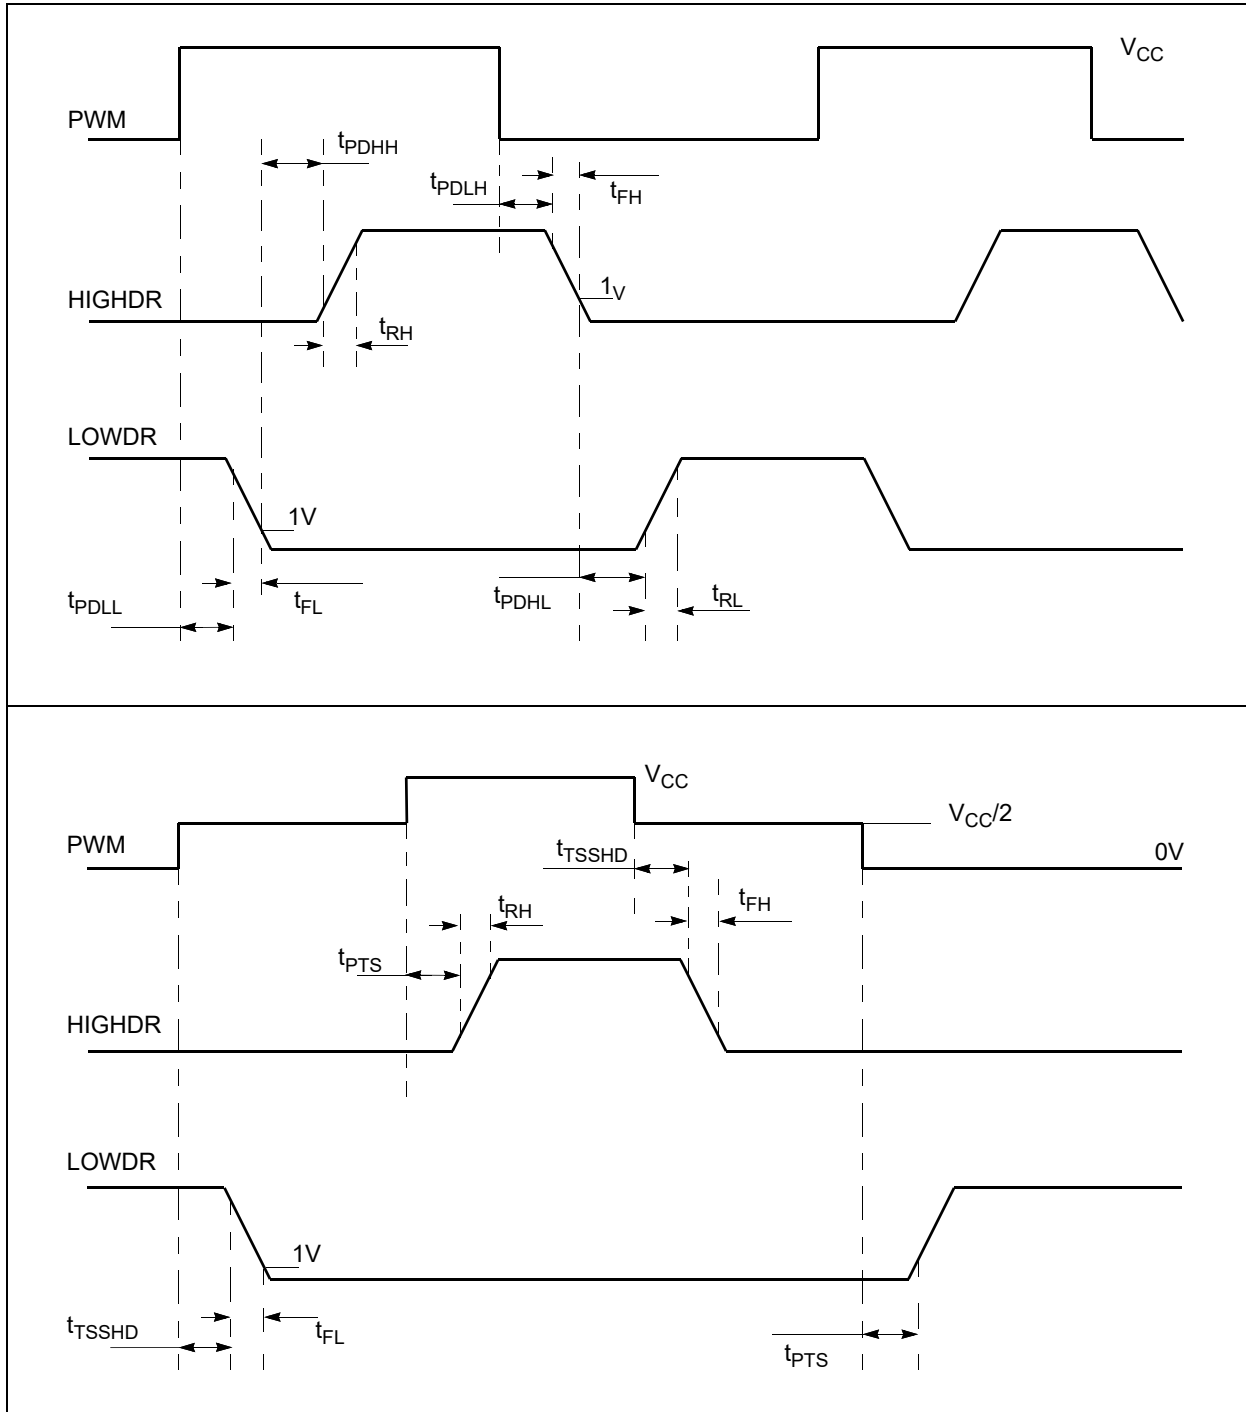 V_CC
PWM
t_PDHH
t_PDLH
t_FH
HIGHDR
1_V
t_RH
LOWDR
1V
t_PDLL
t_FL
t_PDHL
t_RL
V_CC
V_CC/2
PWM
t_TSSHD
0V
t_RH
t_FH
t_PTS
HIGHDR
LOWDR
1V
t_TSSHD
t_FL
t_PTS